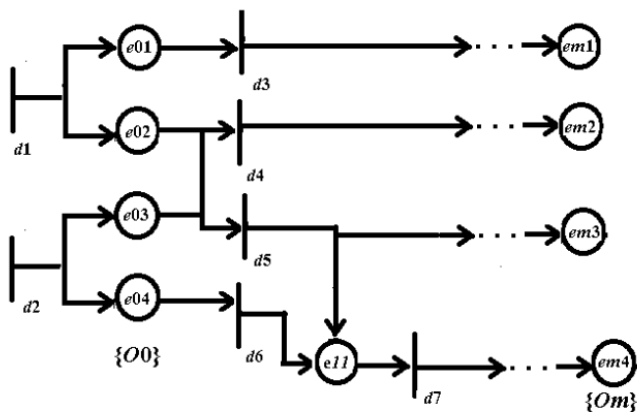 e01
em1
d3
e02
em2
d1
d4
e03
em3
d5
d2
e04
{O0}
d6
e11
em4
d7
{Om}